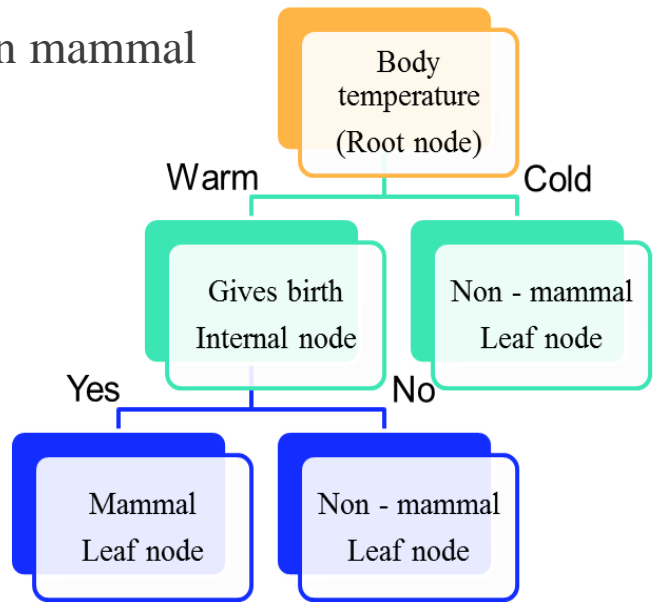 n mammal
Body
temperature
(Root node)
Warm
Cold
Gives birth
Internal node
Non - mammal
Leaf node
Yes
No
Mammal
Leaf node
Non - mammal
Leaf node